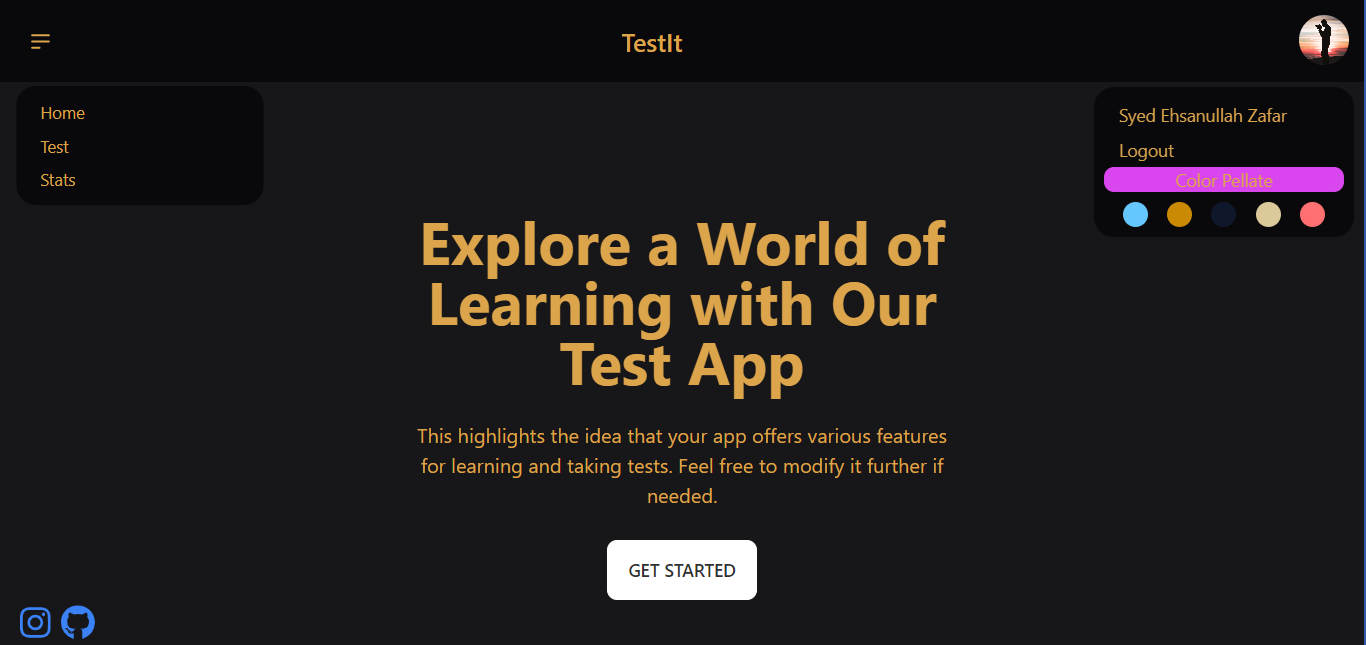 TestIt
Home
Test
Stats
Syed Ehsanullah Zafar
Logout
Color Pellate
Explore a World of
Learning with Our
Test App
This highlights the idea that your app offers various features
for learning and taking tests. Feel free to modify it further if
needed.
GET STARTED